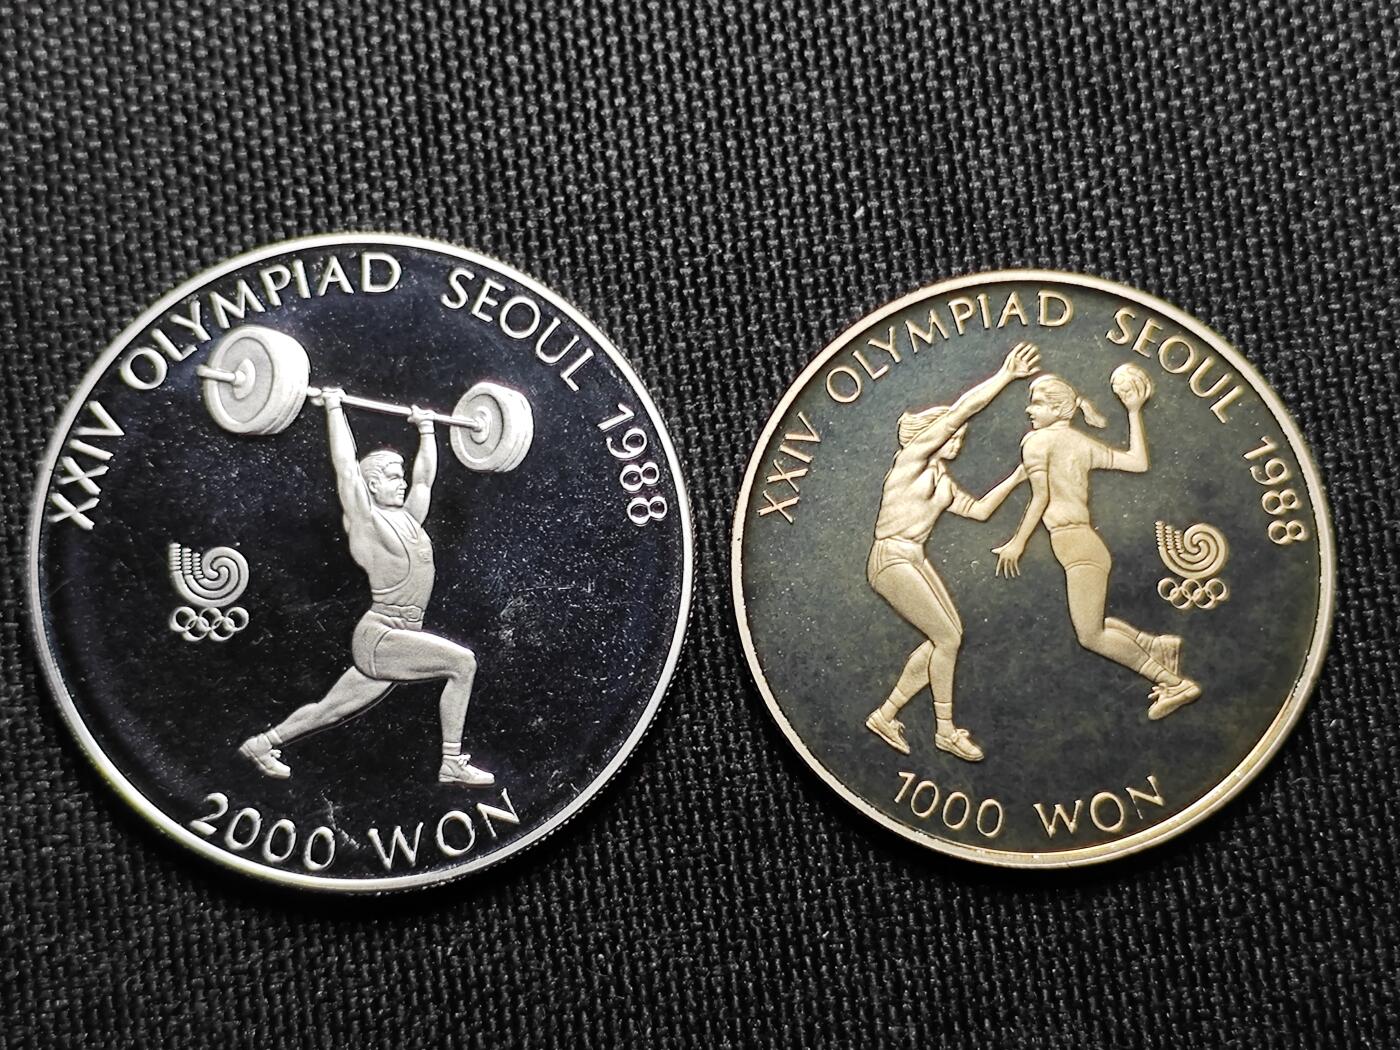 XXIV OLYMPIAD SEOUL 1988
2000 WON
XXIV OLYMPIAD SEOUL 1988
1000 WON